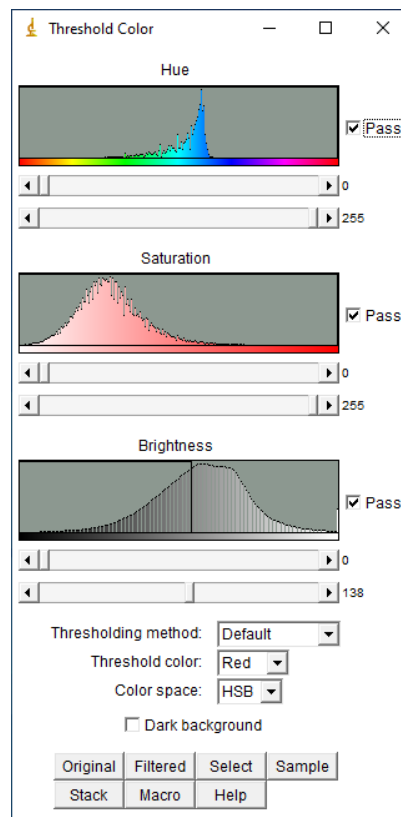 Threshold Color
Hue
Pass
0
255
Saturation
Pass
0
255
Brightness
Pass
0
138
Thresholding method: Default
Threshold color: Red
Color space: HSB
Dark background
Original Filtered Select Sample
Stack Macro Help